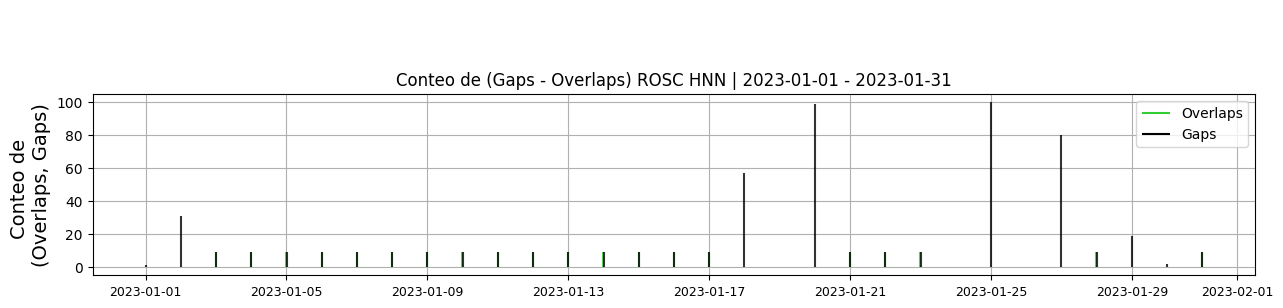 Conteo de (Gaps - Overlaps) ROSC HNN | 2023-01-01 - 2023-01-31
Conteo de
(Overlaps, Gaps)
100
80
60
40
20
0
Overlaps
Gaps
2023-01-01 2023-01-05 2023-01-09 2023-01-13 2023-01-17 2023-01-21 2023-01-25 2023-01-29 2023-02-01